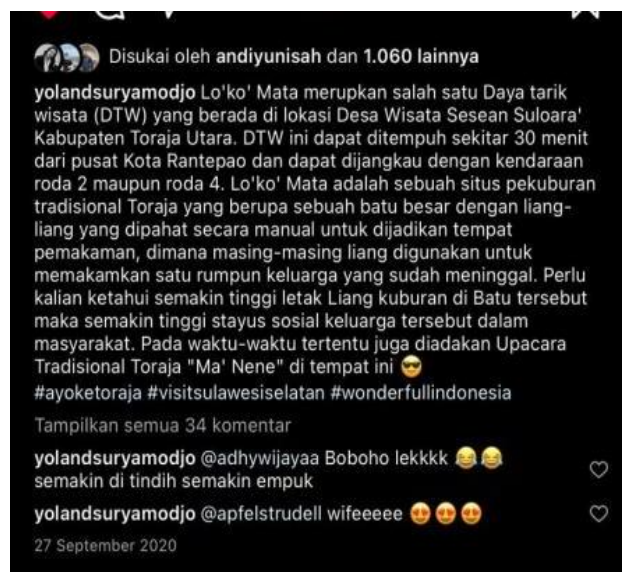 Disukai oleh andiyunisah dan 1.060 lainnya
yolandsuryamodjo Lo'ko' Mata merupkan salah satu Daya tarik
wisata (DTW) yang berada di lokasi Desa Wisata Sesean Suloara'
Kabupaten Toraja Utara. DTW ini dapat ditempuh sekitar 30 menit
dari pusat Kota Rantepao dan dapat dijangkau dengan kendaraan
roda 2 maupun roda 4. Lo'ko' Mata adalah sebuah situs pekuburan
tradisional Toraja yang berupa sebuah batu besar dengan liang-
liang yang dipahat secara manual untuk dijadikan tempat
pemakaman, dimana masing-masing liang digunakan untuk
memakamkan satu rumpun keluarga yang sudah meninggal. Perlu
kalian ketahui semakin tinggi letak Liang kuburan di Batu tersebut
maka semakin tinggi stayus sosial keluarga tersebut dalam
masyarakat. Pada waktu-waktu tertentu juga diadakan Upacara
Tradisional Toraja "Ma' Nene" di tempat ini 😎
#ayoketoraja #visitsulawesiselatan #wonderfullindonesia
Tampilkan semua 34 komentar
yolandsuryamodjo @adhywijayaa Boboho lekkkk 😂😂
semakin di tindih semakin empuk
yolandsuryamodjo @apfelstrudell wifeeeee 😍😍😍
27 September 2020